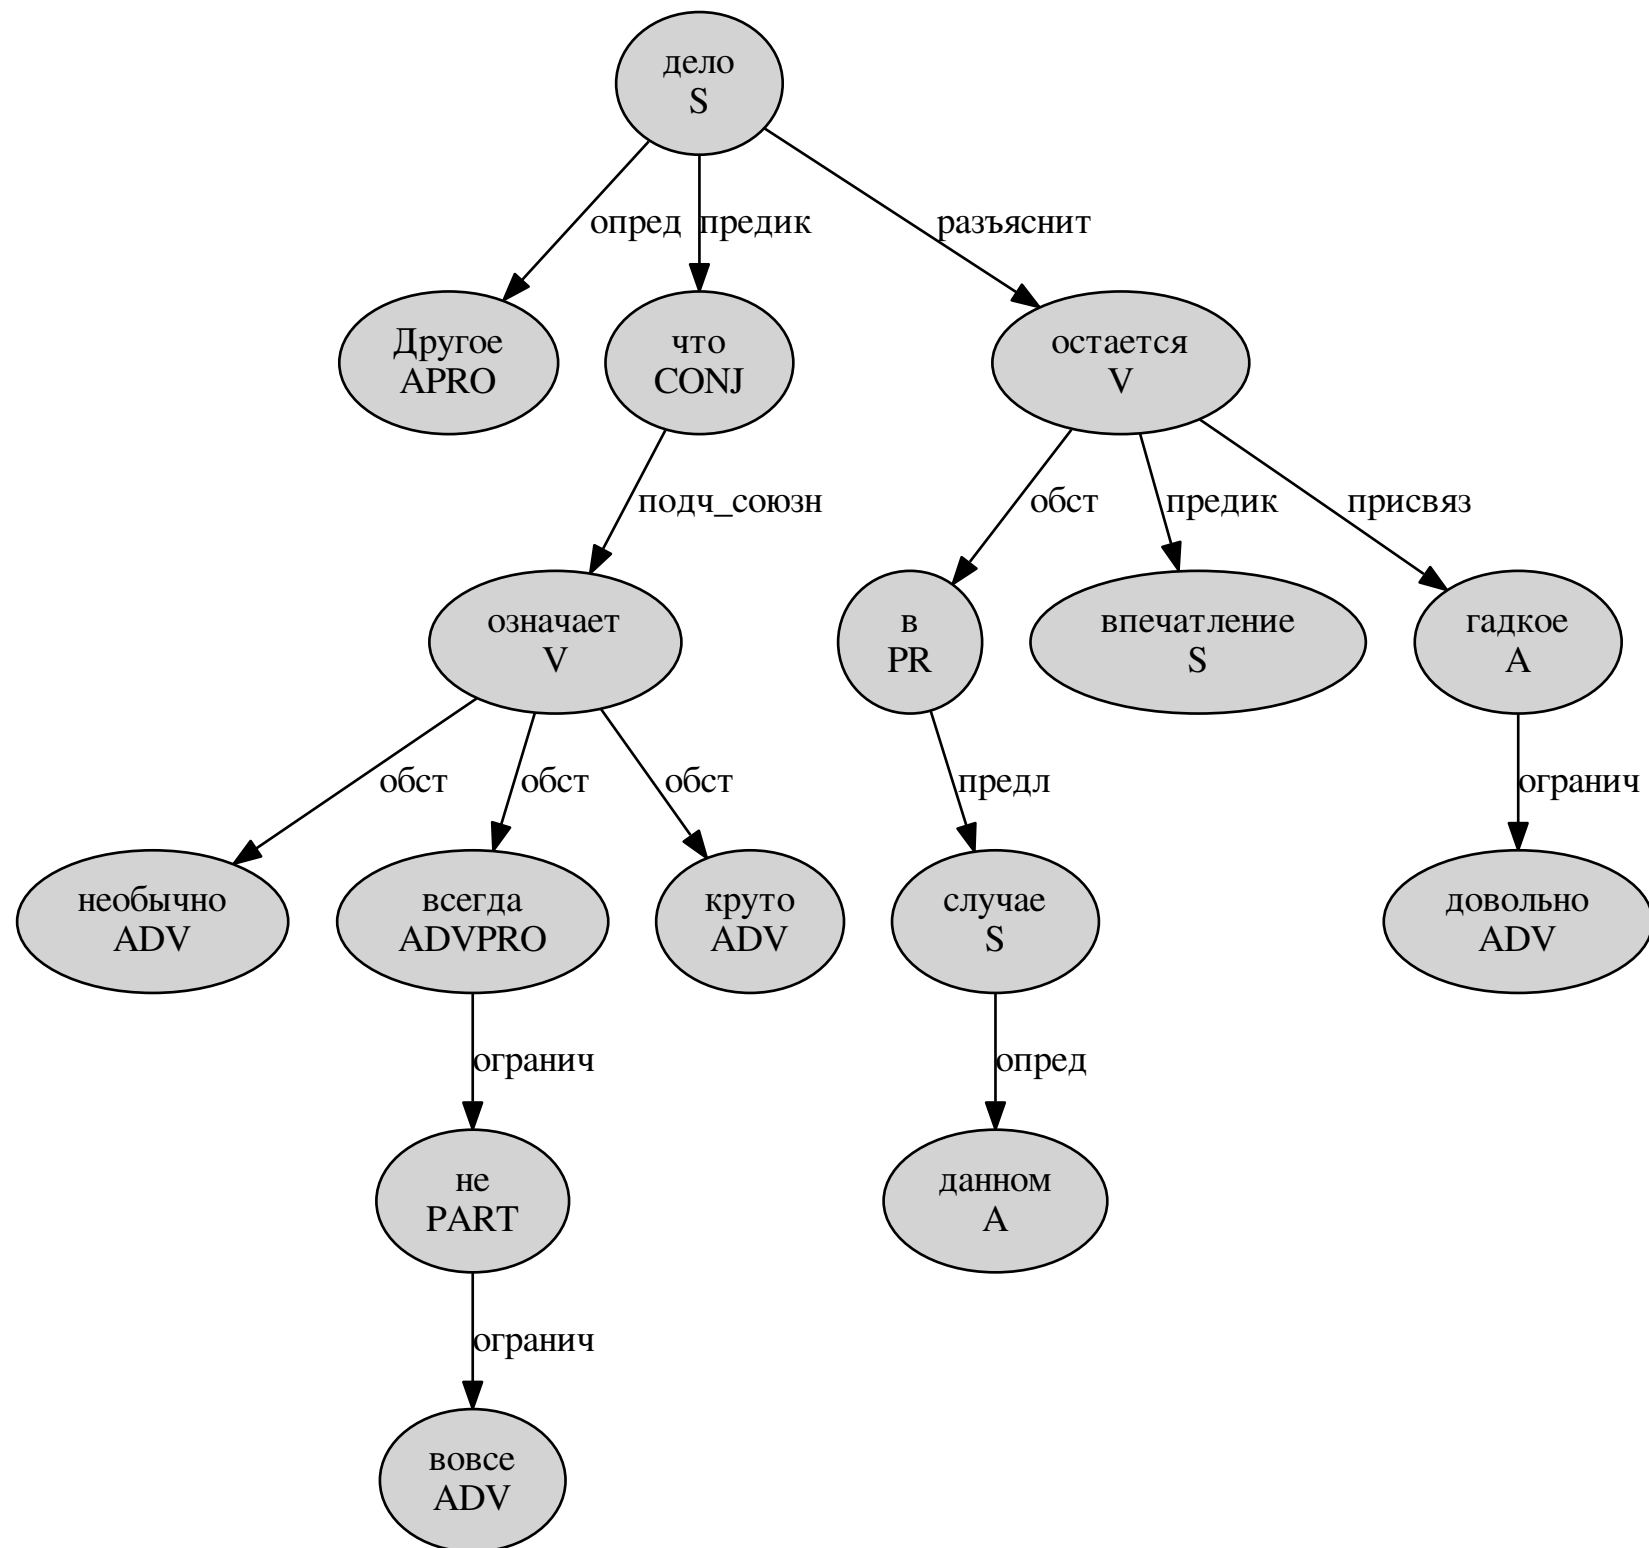 дело
S
опред
предик
разъяснит
Другое
APRO
что
CONJ
остается
V
подч_союзн
обст
предик
присвяз
означает
V
в
PR
впечатление
S
гадкое
A
обст
обст
обст
предл
огранич
необычно
ADV
всегда
ADVPRO
круто
ADV
случае
S
довольно
ADV
огранич
опред
не
PART
данном
A
огранич
вовсе
ADV